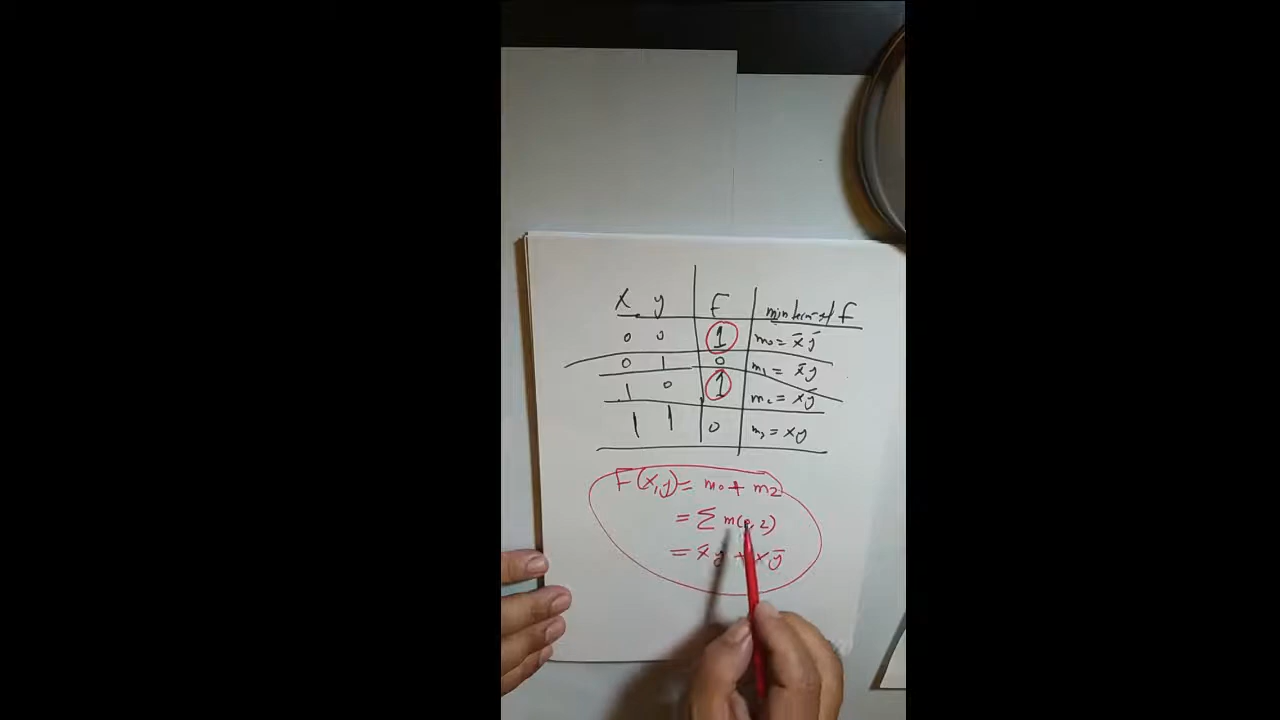 x y F minterm of F
0 0 1 m0 = x̄ȳ
0 1 0 m1 = x̄y
1 0 1 m2 = xȳ
1 1 0 m3 = xy
F(x,y) = m0 + m2
= Σ m(0,2)
= x̄ȳ + xȳ